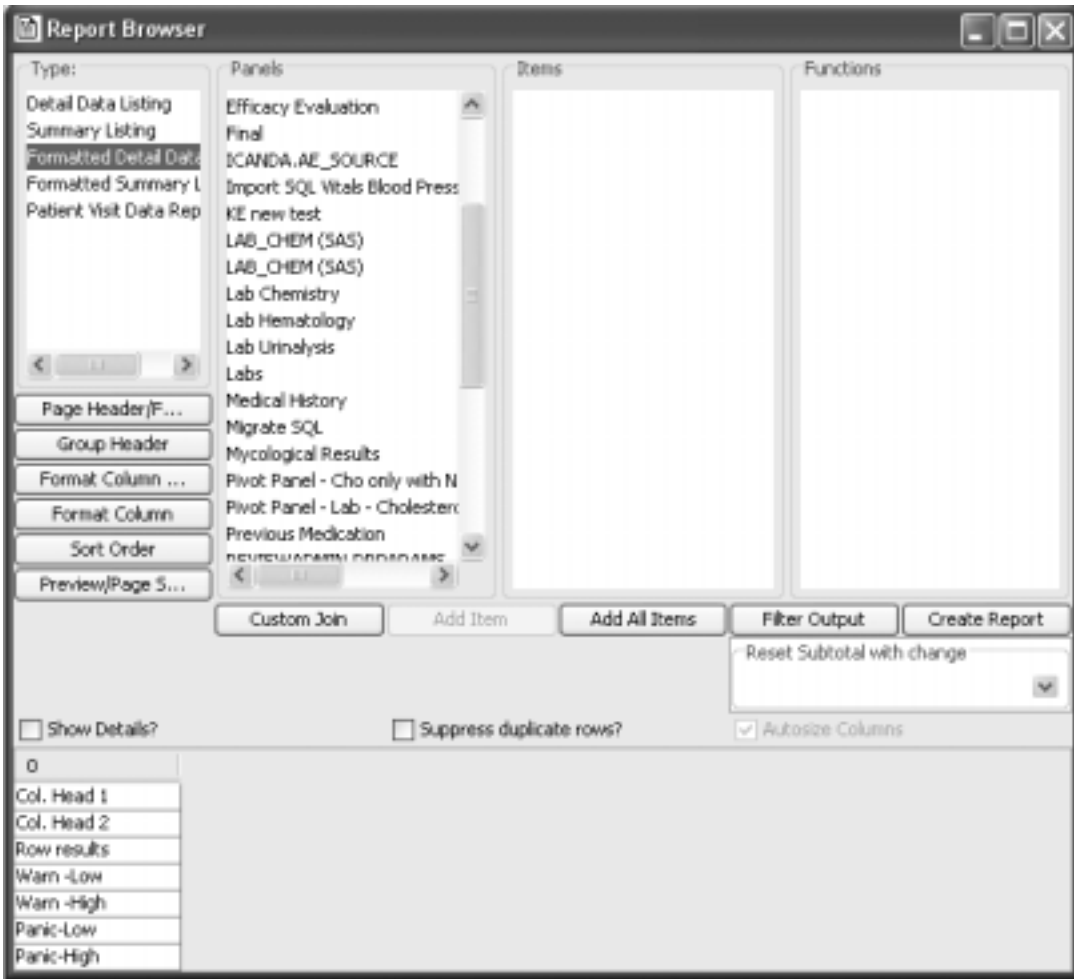 Report Browser
Type:
Detail Data Listing
Summary Listing
Formatted Detail Data
Formatted Summary L
Patient Visit Data Rep
Page Header/F...
Group Header
Format Column ...
Format Column
Sort Order
Preview/Page S...
Panels
Efficacy Evaluation
Final
ICANDA.AE_SOURCE
Import SQL Vitals Blood Press
KE new test
LAB_CHEM (SAS)
LAB_CHEM (SAS)
Lab Chemistry
Lab Hematology
Lab Urinalysis
Labs
Medical History
Migrate SQL
Mycological Results
Pivot Panel - Cho only with N
Pivot Panel - Lab - Cholestero
Previous Medication
Items
Functions
Custom Join
Add Item
Add All Items
Filter Output
Create Report
Reset Subtotal with change
Show Details?
Suppress duplicate rows?
Autosize Columns
0
Col. Head 1
Col. Head 2
Row results
Warn -Low
Warn -High
Panic-Low
Panic-High